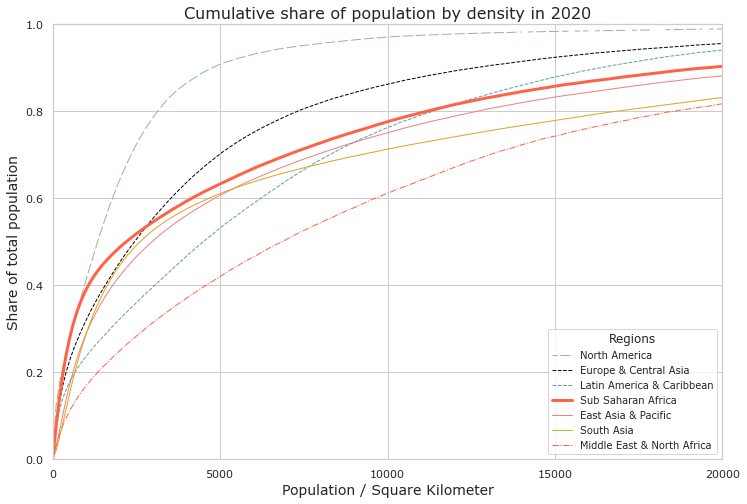 Cumulative share of population by density in 2020
Share of total population
1.0
0.8
0.6
0.4
0.2
0.0
0
5000
10000
15000
20000
Population / Square Kilometer
Regions
North America
Europe & Central Asia
Latin America & Caribbean
Sub Saharan Africa
East Asia & Pacific
South Asia
Middle East & North Africa